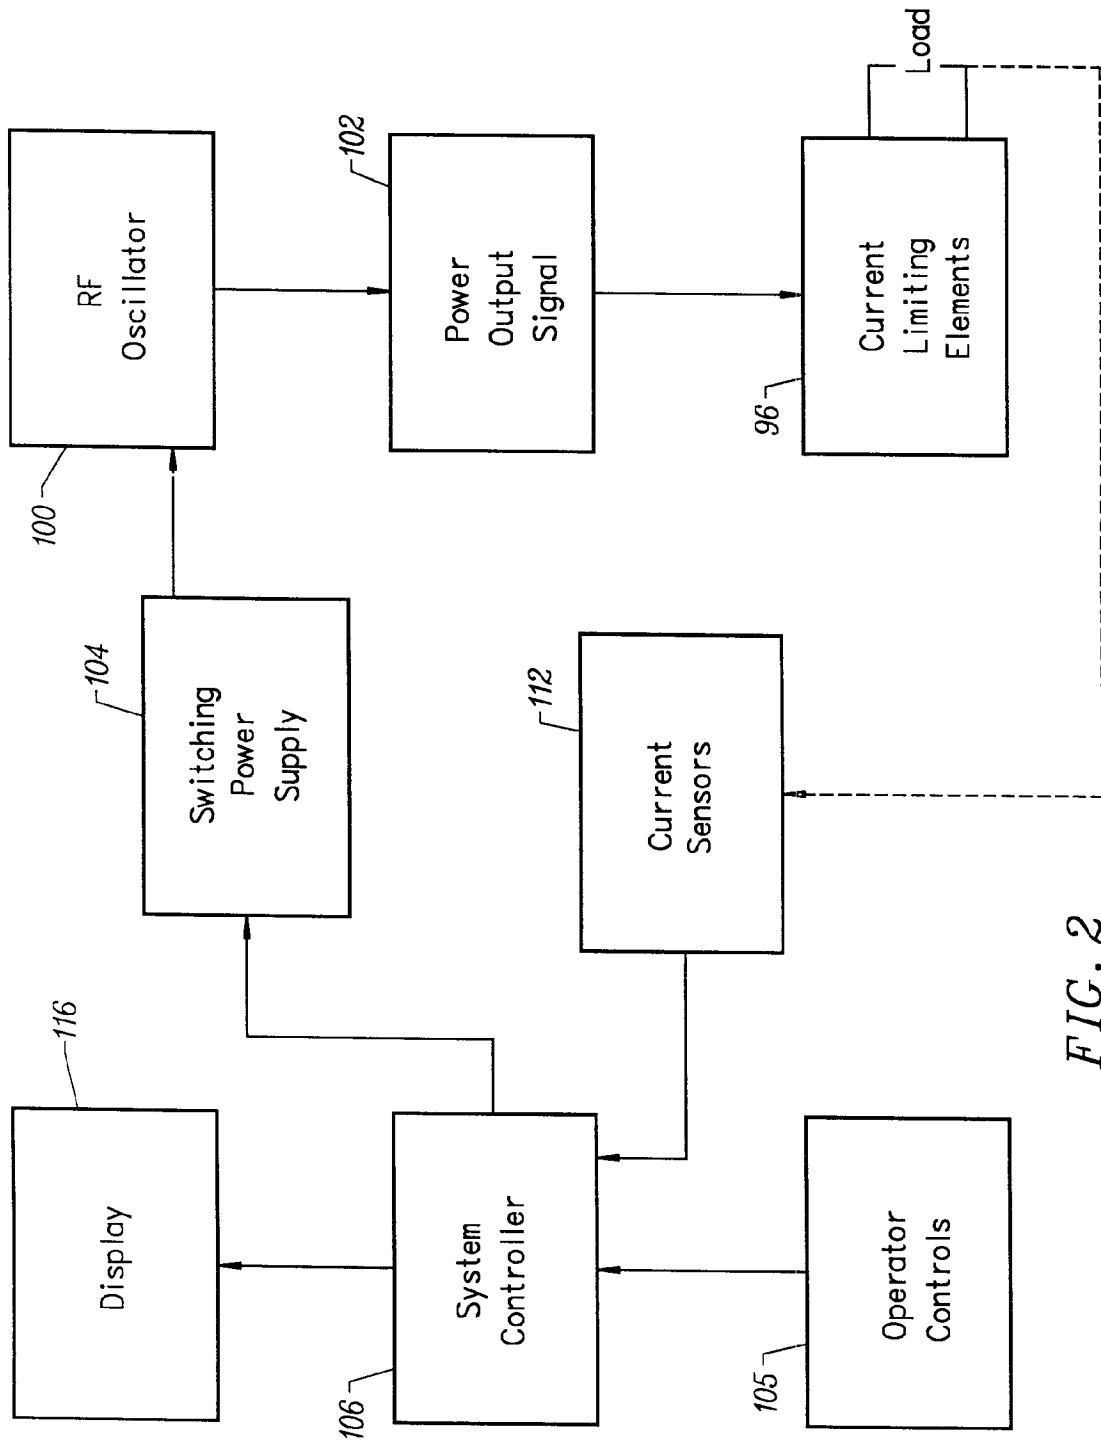 116
Display
104
Switching
Power
Supply
100
RF
Oscillator
106
System
Controller
112
Current
Sensors
102
Power
Output
Signal
105
Operator
Controls
96
Current
Limiting
Elements
Load
FIG. 2